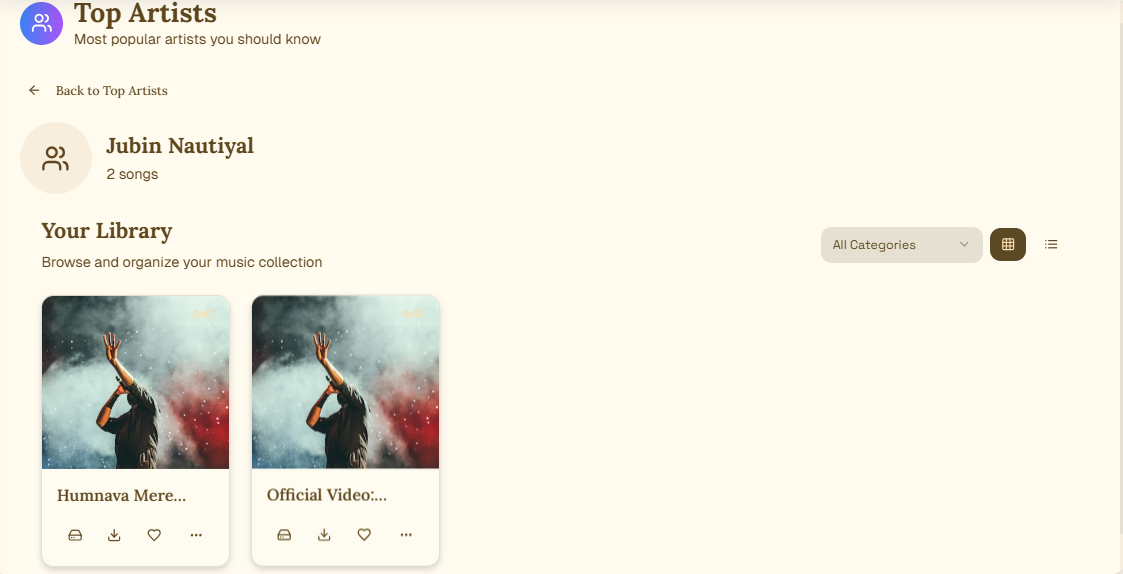 Top Artists
Most popular artists you should know
Back to Top Artists
Jubin Nautiyal
2 songs
Your Library
Browse and organize your music collection
All Categories
Humnava Mere...
Official Video:...